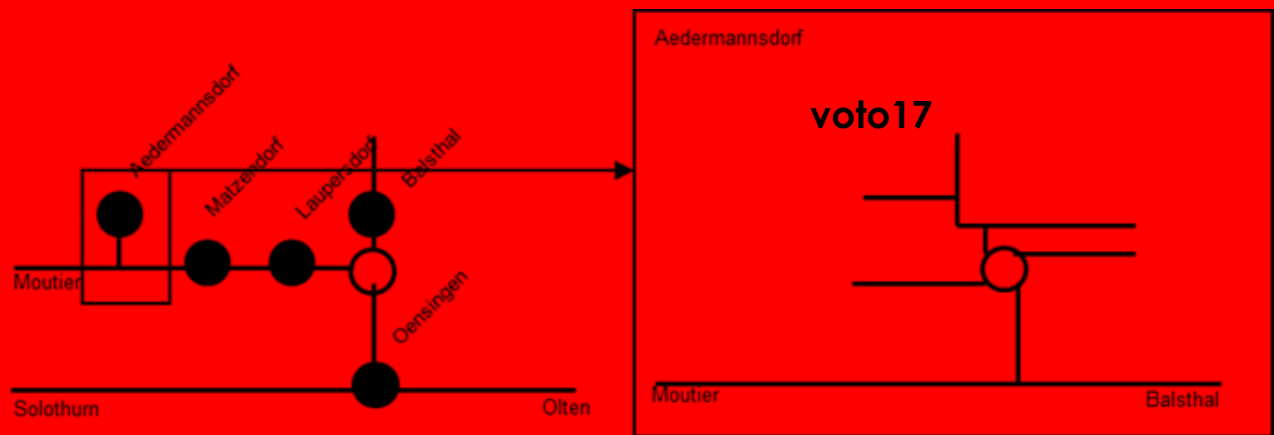 Aedermannsdorf
Matzendorf
Laupersdorf
Balsthal
Moutier
Oensingen
Solothurn
Olten
Aedermannsdorf
voto17
Moutier
Balsthal